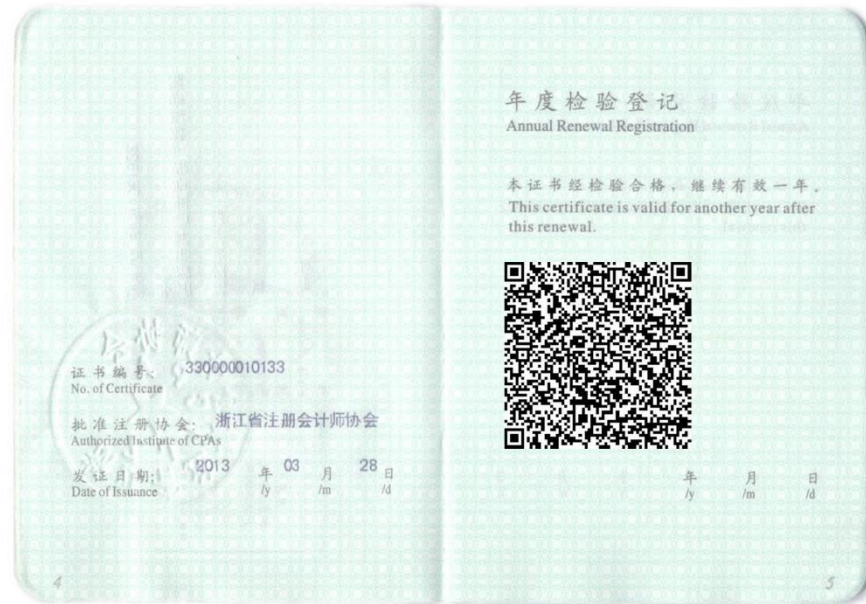 证书编号:
330000010133
No. of Certificate
批准注册协会:
浙江省注册会计师协会
Authorized Institute of CPAs
发证日期: 2013 年 03 月 28 日
Date of Issuance /y /m /d
4
年度检验登记
Annual Renewal Registration
本证书经检验合格,继续有效一年。
This certificate is valid for another year after
this renewal.
年 月 日
/y /m /d
5